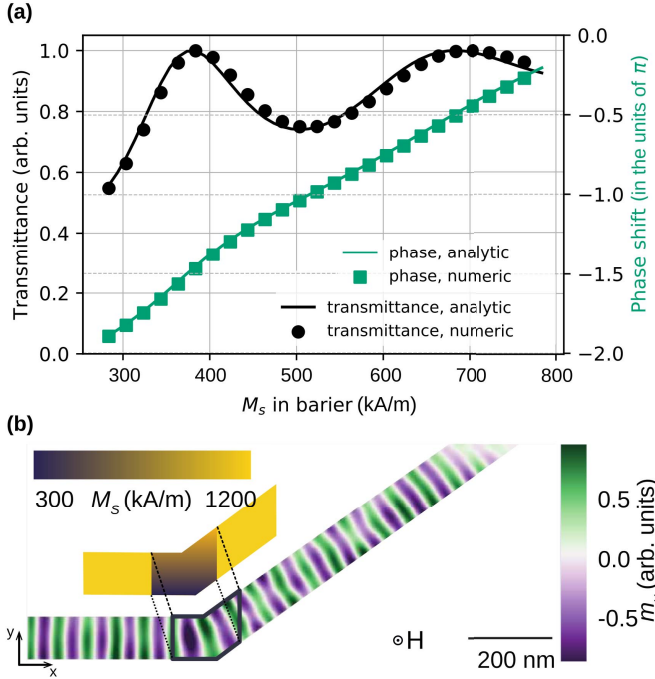 (a)
1.0
0.8
0.6
0.4
0.2
0.0
Transmittance (arb. units)
0.0
−0.5
−1.0
−1.5
−2.0
Phase shift (in the units of π)
phase, analytic
phase, numeric
transmittance, analytic
transmittance, numeric
300 400 500 600 700 800
Ms in barier (kA/m)
(b)
300 Ms (kA/m) 1200
y
x
H
200 nm
0.5
0.0
-0.5
(arb. units)